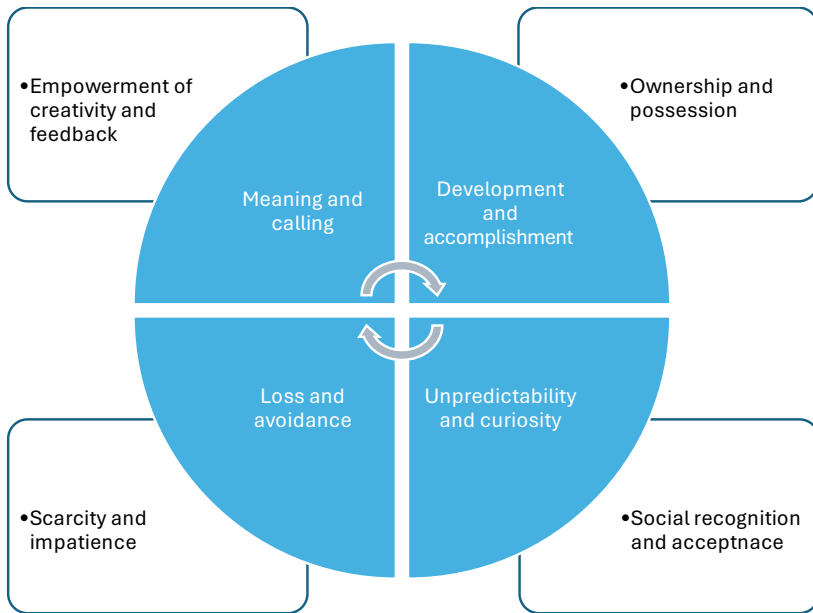 •Empowerment of
creativity and
feedback
•Ownership and
possession
Meaning and
calling
Development
and
accomplishment
Loss and
avoidance
Unpredictability
and curiosity
•Scarcity and
impatience
•Social recognition
and acceptnace